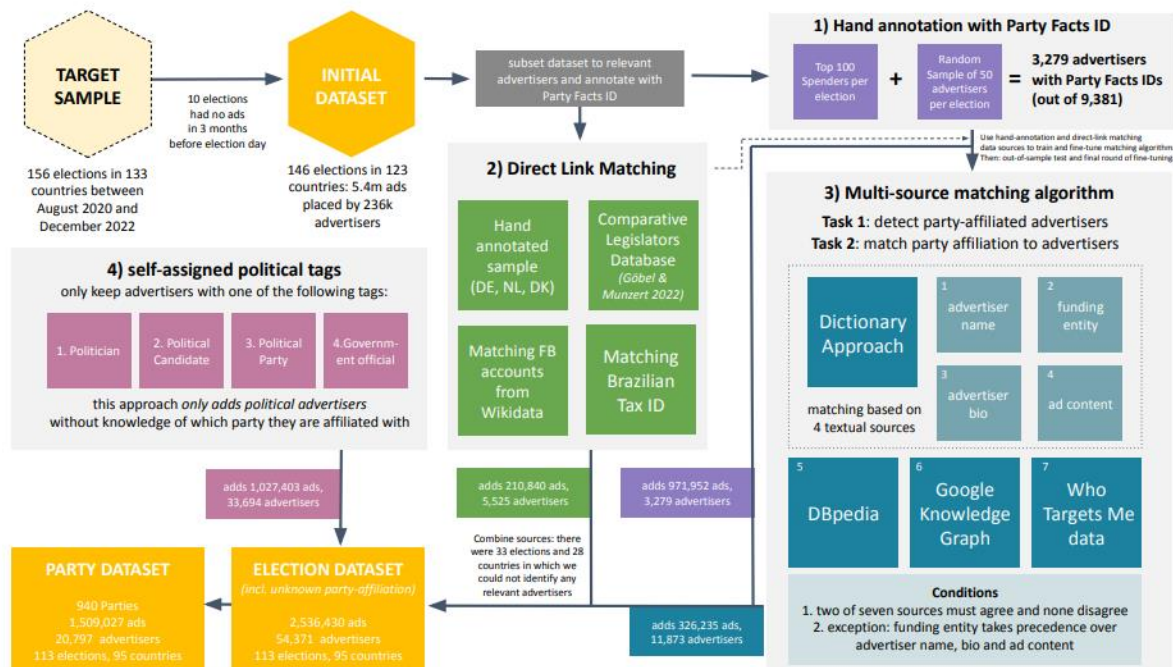 TARGET
SAMPLE
10 elections
had no ads
in 3 months
before election day
156 elections in 133
countries between
August 2020 and
December 2022
INITIAL
DATASET
146 elections in 123
countries: 5.4m ads
placed by 236k
advertisers
subset dataset to relevant
advertisers and annotate with
Party Facts ID
1) Hand annotation with Party Facts ID
Top 100
Spenders per
election
+
Random
Sample of 50
advertisers
per election
=
3,279 advertisers
with Party Facts IDs
(out of 9,381)
Use hand-annotation and direct-link matching
data sources to train and fine-tune matching algorithm
Then: out-of-sample test and final round of fine-tuning
2) Direct Link Matching
Hand
annotated
sample
(DE, NL, DK)
Comparative
Legislators
Database
(Göbel &
Munzert 2022)
Matching FB
accounts
from
Wikidata
Matching
Brazilian
Tax ID
3) Multi-source matching algorithm
Task 1: detect party-affiliated advertisers
Task 2: match party affiliation to advertisers
Dictionary
Approach
matching based on
4 textual sources
1
advertiser
name
2
funding
entity
3
advertiser
bio
4
ad content
5
DBpedia
6
Google
Knowledge
Graph
7
Who
Targets Me
data
Conditions
1. two of seven sources must agree and none disagree
2. exception: funding entity takes precedence over
advertiser name, bio and ad content
4) self-assigned political tags
only keep advertisers with one of the following tags:
1. Politician
2. Political
Candidate
3. Political
Party
4.Govern-
ment official
this approach only adds political advertisers
without knowledge of which party they are affiliated with
adds 1,027,403 ads,
33,694 advertisers
adds 210,840 ads,
5,525 advertisers
adds 971,952 ads,
3,279 advertisers
Combine sources: there
were 33 elections and 28
countries in which we
could not identify any
relevant advertisers
adds 326,235 ads,
11,873 advertisers
PARTY DATASET
940 Parties
1,509,027 ads
20,797 advertisers
113 elections, 95 countries
ELECTION DATASET
(incl. unknown party-affiliation)
2,536,430 ads
54,371 advertisers
113 elections, 95 countries